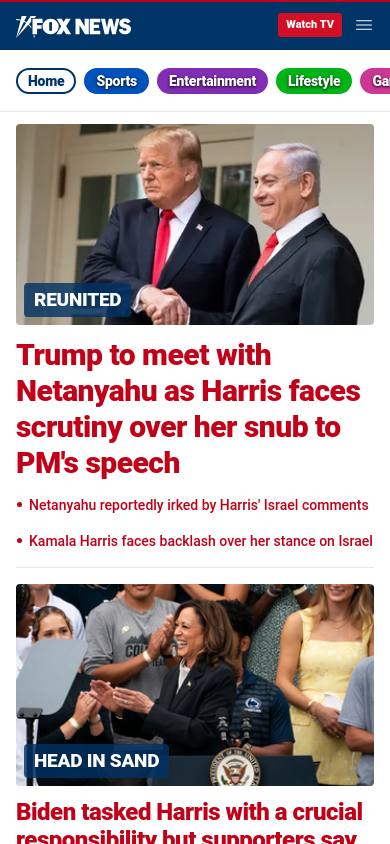 FOX NEWS
Watch TV
Home
Sports
Entertainment
Lifestyle
Ga
REUNITED
Trump to meet with
Netanyahu as Harris faces
scrutiny over her snub to
PM's speech
• Netanyahu reportedly irked by Harris' Israel comments
• Kamala Harris faces backlash over her stance on Israel
HEAD IN SAND
Biden tasked Harris with a crucial
responsibility but supporters say